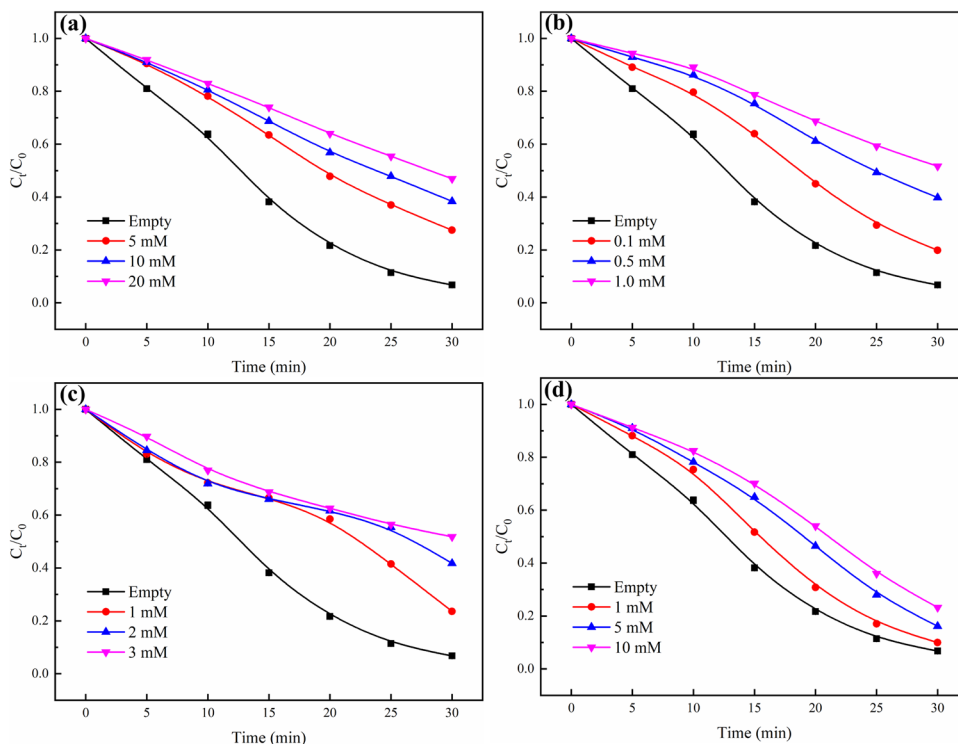 (a)
1.0
0.8
0.6
0.4
0.2
0.0
Ct/C0
Empty
5 mM
10 mM
20 mM
0 5 10 15 20 25 30
Time (min)
(b)
1.0
0.8
0.6
0.4
0.2
0.0
Ct/C0
Empty
0.1 mM
0.5 mM
1.0 mM
0 5 10 15 20 25 30
Time (min)
(c)
1.0
0.8
0.6
0.4
0.2
0.0
Ct/C0
Empty
1 mM
2 mM
3 mM
0 5 10 15 20 25 30
Time (min)
(d)
1.0
0.8
0.6
0.4
0.2
0.0
Ct/C0
Empty
1 mM
5 mM
10 mM
0 5 10 15 20 25 30
Time (min)